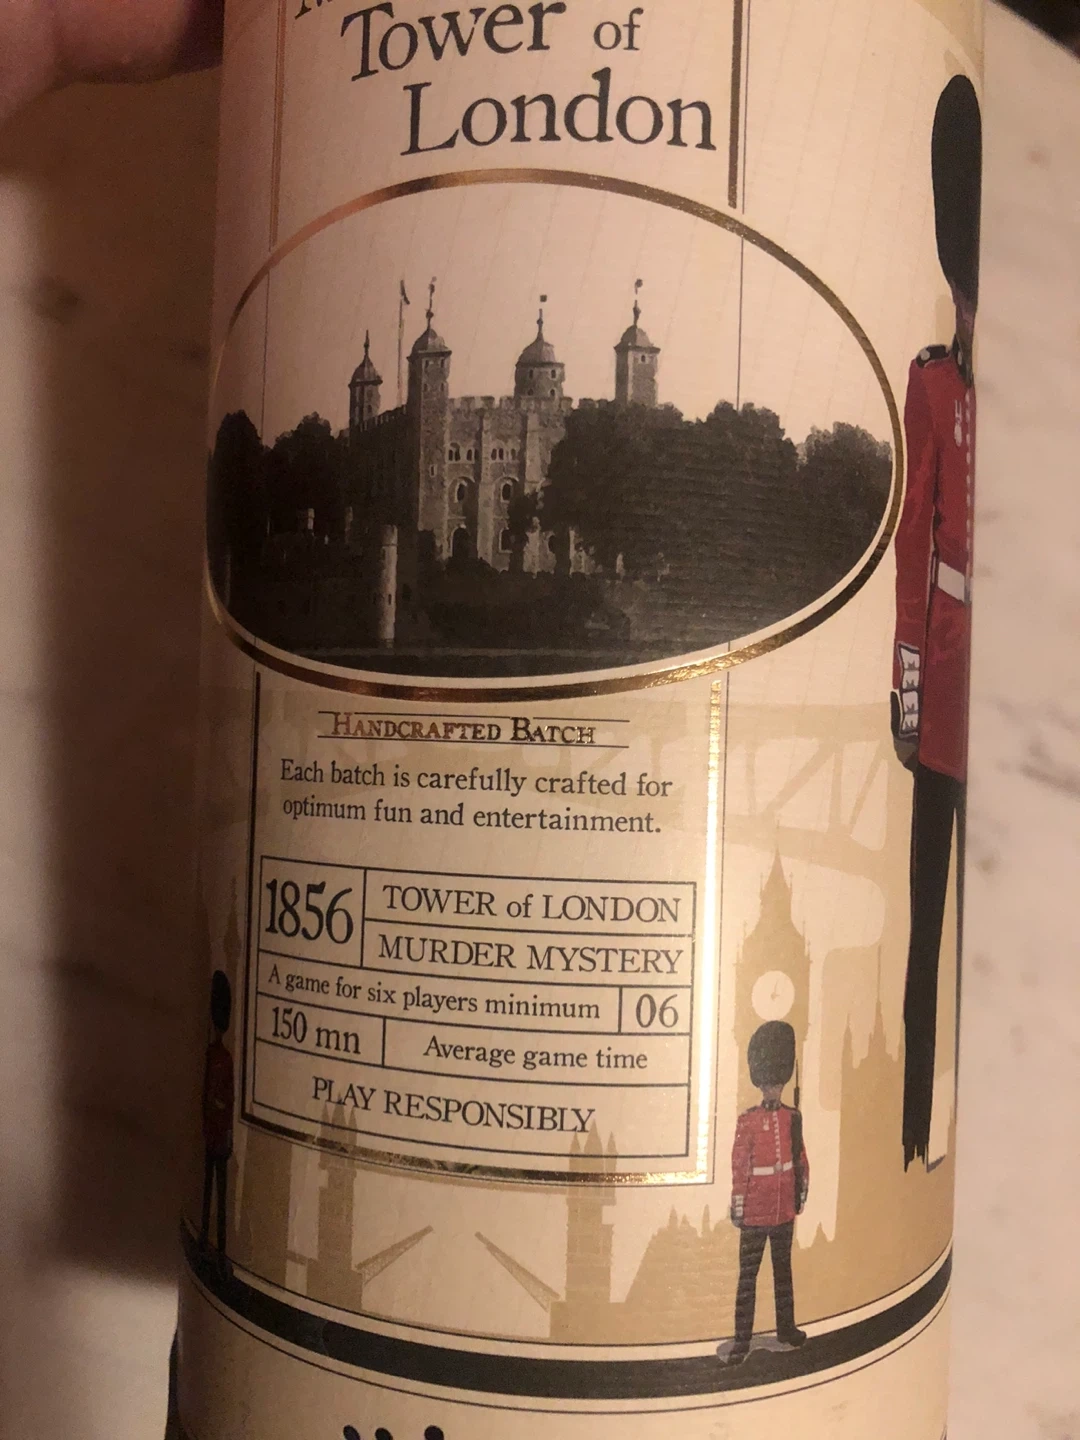 Tower of
London
HANDCRAFTED BATCH
Each batch is carefully crafted for
optimum fun and entertainment.
1856
TOWER of LONDON
MURDER MYSTERY
A game for six players minimum
06
150 mn
Average game time
PLAY RESPONSIBLY